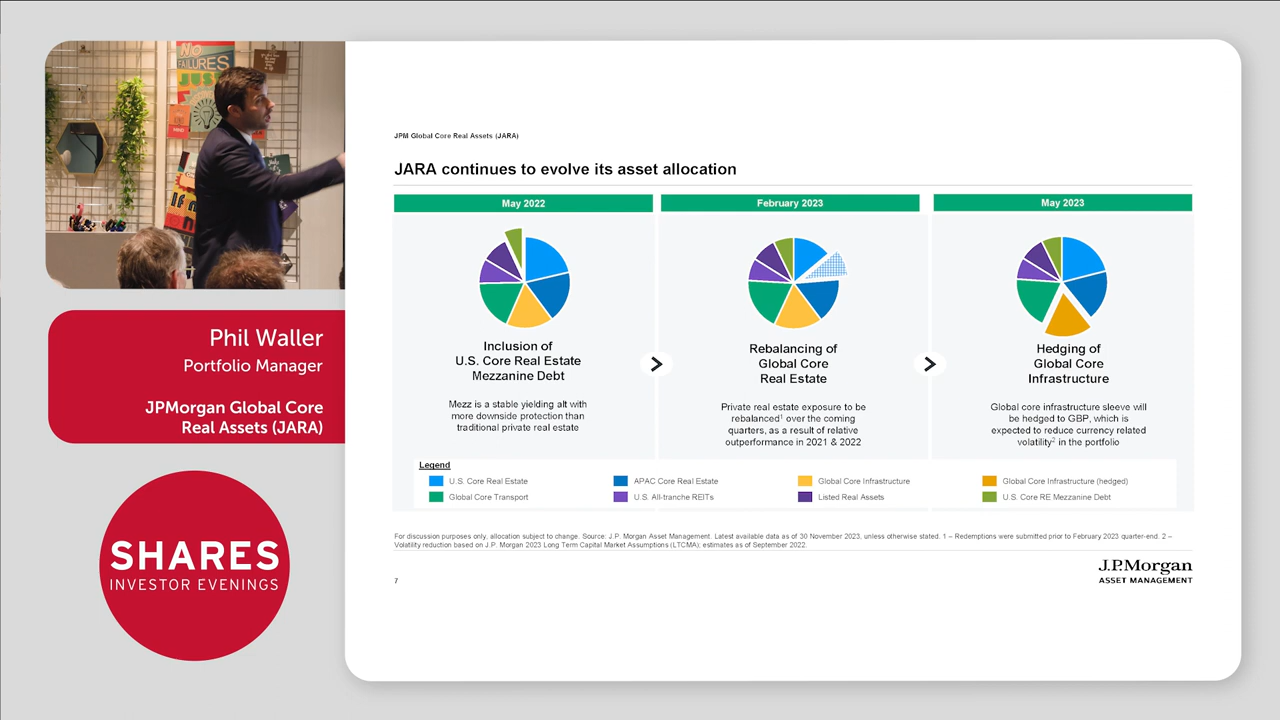 NO
FAILURES
JUST
Phil Waller
Portfolio Manager
JPMorgan Global Core
Real Assets (JARA)
SHARES
INVESTOR EVENINGS
JPM Global Core Real Assets (JARA)
JARA continues to evolve its asset allocation
May 2022
February 2023
May 2023
Inclusion of
U.S. Core Real Estate
Mezzanine Debt
Mezz is a stable yielding alt with
more downside protection than
traditional private real estate
Rebalancing of
Global Core
Real Estate
Private real estate exposure to be
rebalanced¹ over the coming
quarters, as a result of relative
outperformance in 2021 & 2022
Hedging of
Global Core
Infrastructure
Global core infrastructure sleeve will
be hedged to GBP, which is
expected to reduce currency related
volatility² in the portfolio
Legend
U.S. Core Real Estate
APAC Core Real Estate
Global Core Infrastructure
Global Core Infrastructure (hedged)
Global Core Transport
U.S. All-tranche REITs
Listed Real Assets
U.S. Core RE Mezzanine Debt
For discussion purposes only, allocation subject to change. Source: J.P. Morgan Asset Management. Latest available data as of 30 November 2023, unless otherwise stated. 1 – Redemptions were submitted prior to February 2023 quarter-end. 2 –
Volatility reduction based on J.P. Morgan 2023 Long Term Capital Market Assumptions (LTCMA); estimates as of September 2022.
7
J.P.Morgan
ASSET MANAGEMENT